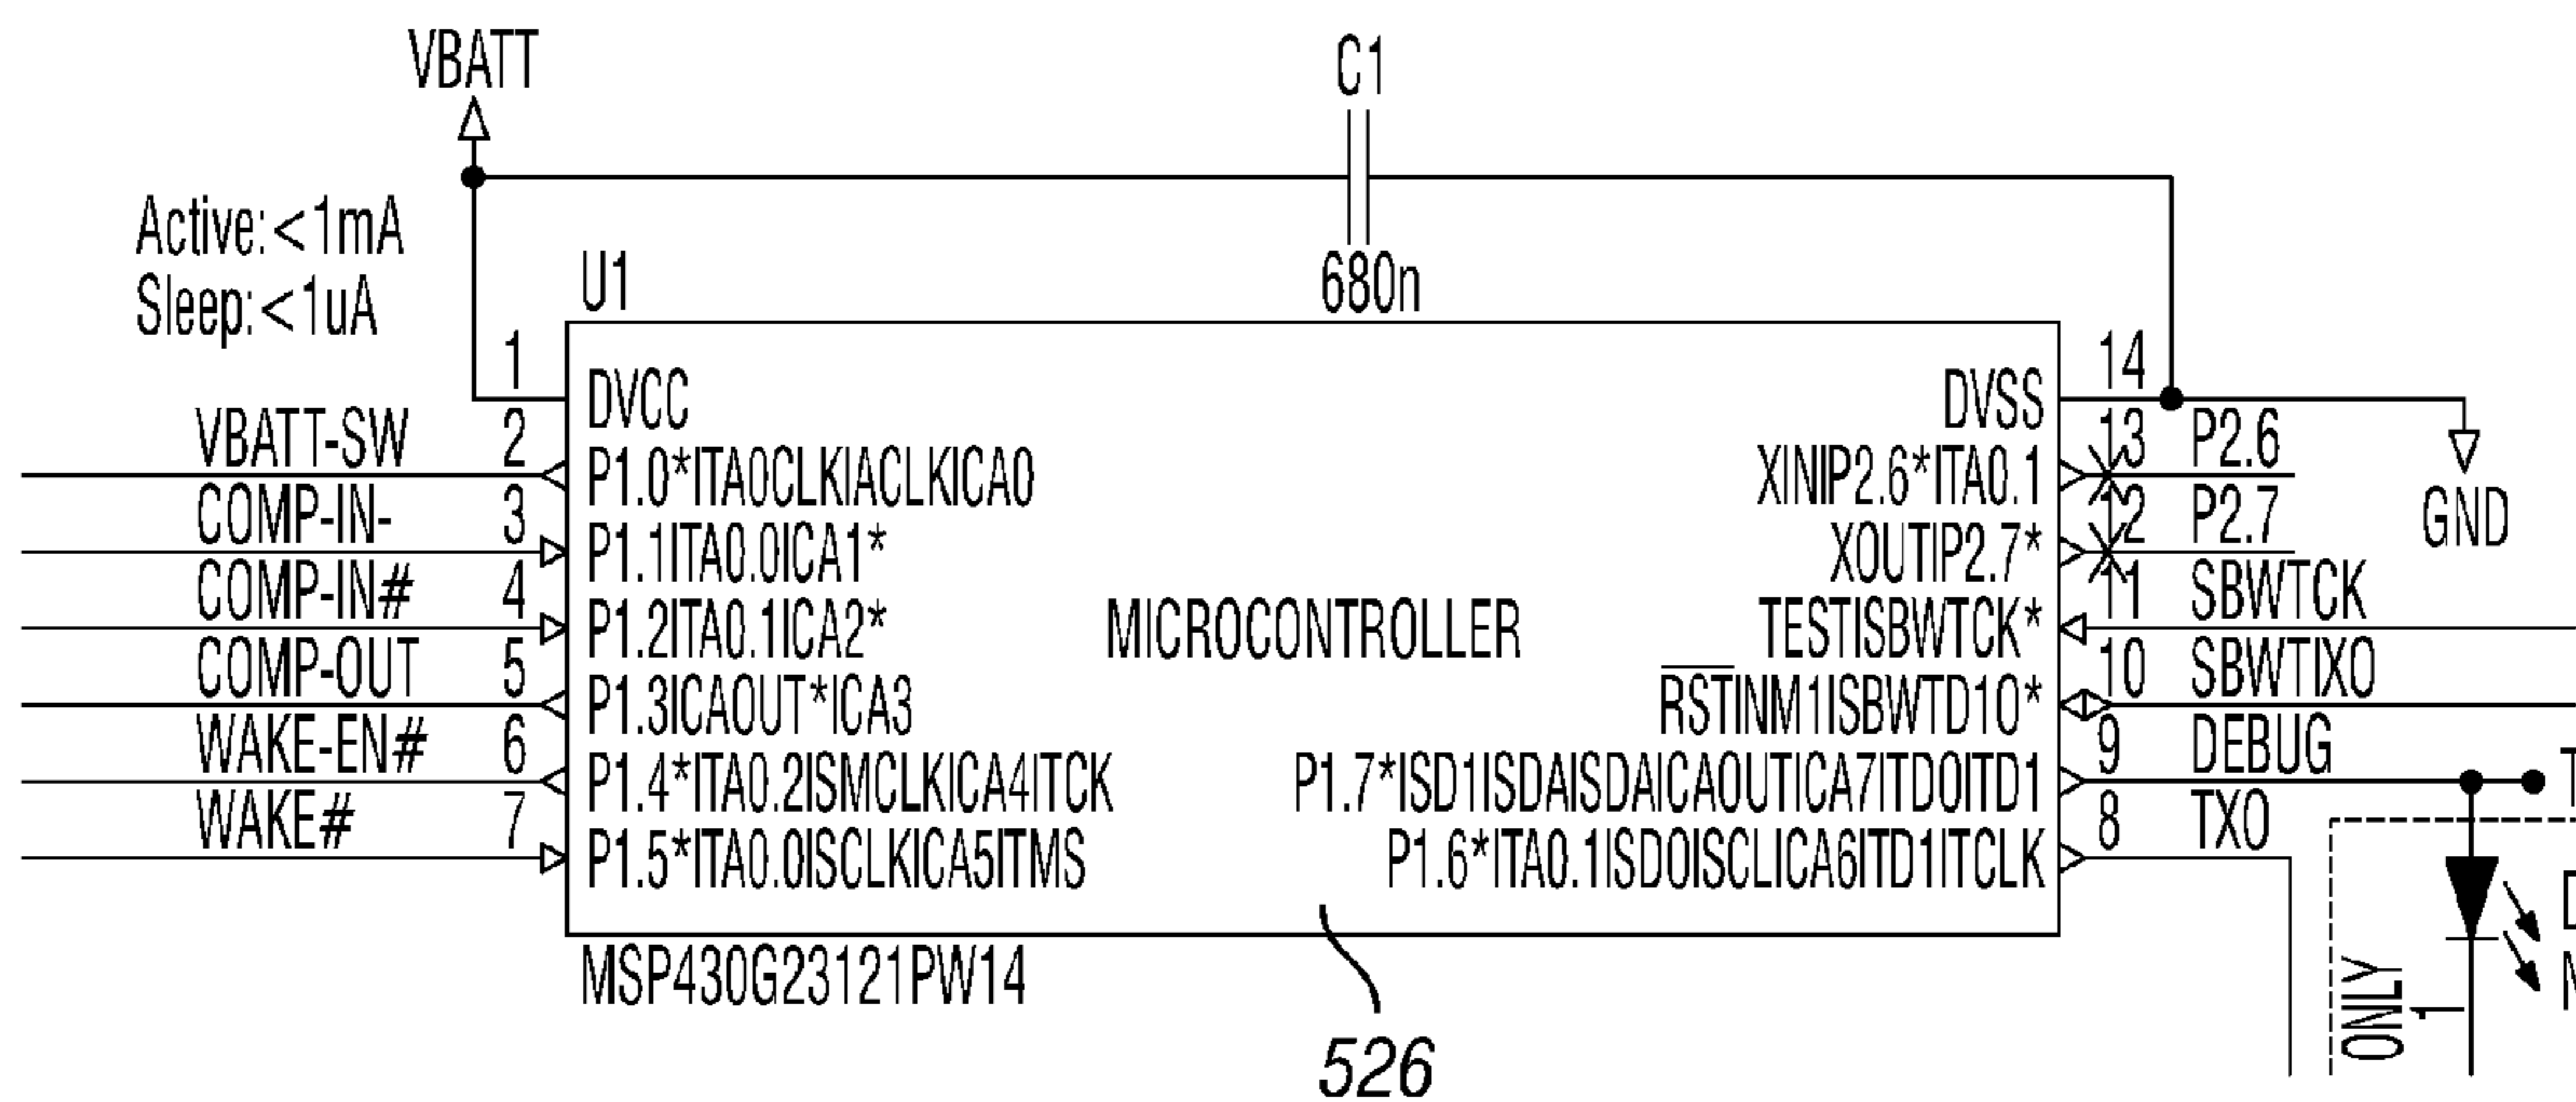 VBATT
C1
Active:<1mA
Sleep:<1uA
680n
U1
1
DVCC
DVSS
14
VBATT-SW
2
P1.0*ITA0CLKIACLKICA0
XINIP2.6*ITA0.1
13
P2.6
COMP-IN-
3
P1.1ITA0.0ICA1*
XOUTIP2.7*
12
P2.7
GND
COMP-IN#
4
P1.2ITA0.1ICA2*
MICROCONTROLLER
TESTISBWTCK*
11
SBWTCK
COMP-OUT
5
P1.3ICAOUT*ICA3
RSTINM1ISBWTD10*
10
SBWTIXO
WAKE-EN#
6
P1.4*ITA0.2ISMCLKICA4ITCK
P1.7*ISD1ISDAISDAICAOUTICA7ITDOITD1
9
DEBUG
WAKE#
7
P1.5*ITA0.0ISCLKICA5ITMS
P1.6*ITA0.1ISDOISCLICA6ITD1ITCLK
8
TXO
MSP430G23121PW14
ONLY
1
526